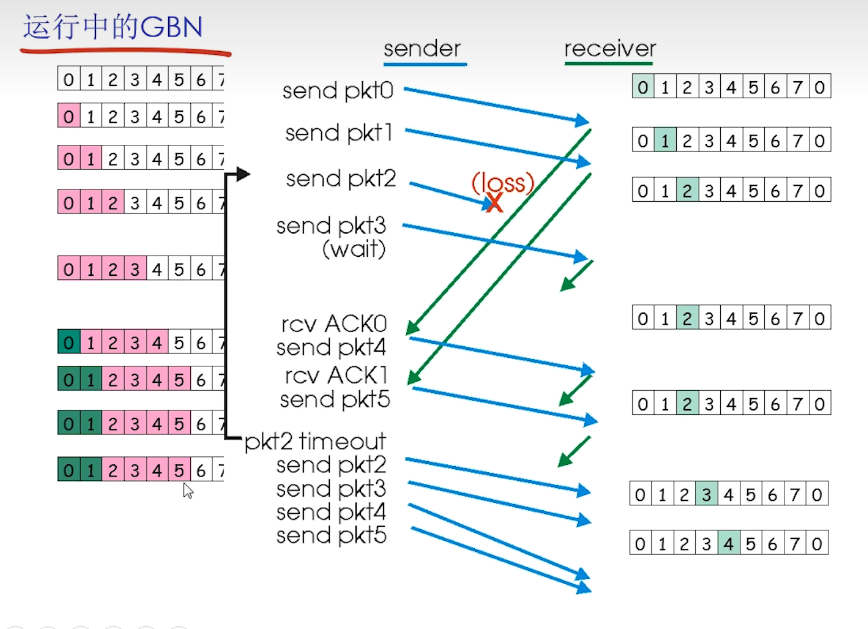 运行中的GBN
sender receiver
0 1 2 3 4 5 6 7
send pkt0
0 1 2 3 4 5 6 7 0
0 1 2 3 4 5 6 7
send pkt1
0 1 2 3 4 5 6 7 0
0 1 2 3 4 5 6 7
send pkt2
(loss)
X
0 1 2 3 4 5 6 7 0
0 1 2 3 4 5 6 7
send pkt3
(wait)
0 1 2 3 4 5 6 7
rcv ACK0
0 1 2 3 4 5 6 7 0
0 1 2 3 4 5 6 7
send pkt4
0 1 2 3 4 5 6 7
rcv ACK1
send pkt5
0 1 2 3 4 5 6 7 0
0 1 2 3 4 5 6 7
pkt2 timeout
0 1 2 3 4 5 6 7
send pkt2
send pkt3
0 1 2 3 4 5 6 7 0
send pkt4
send pkt5
0 1 2 3 4 5 6 7 0